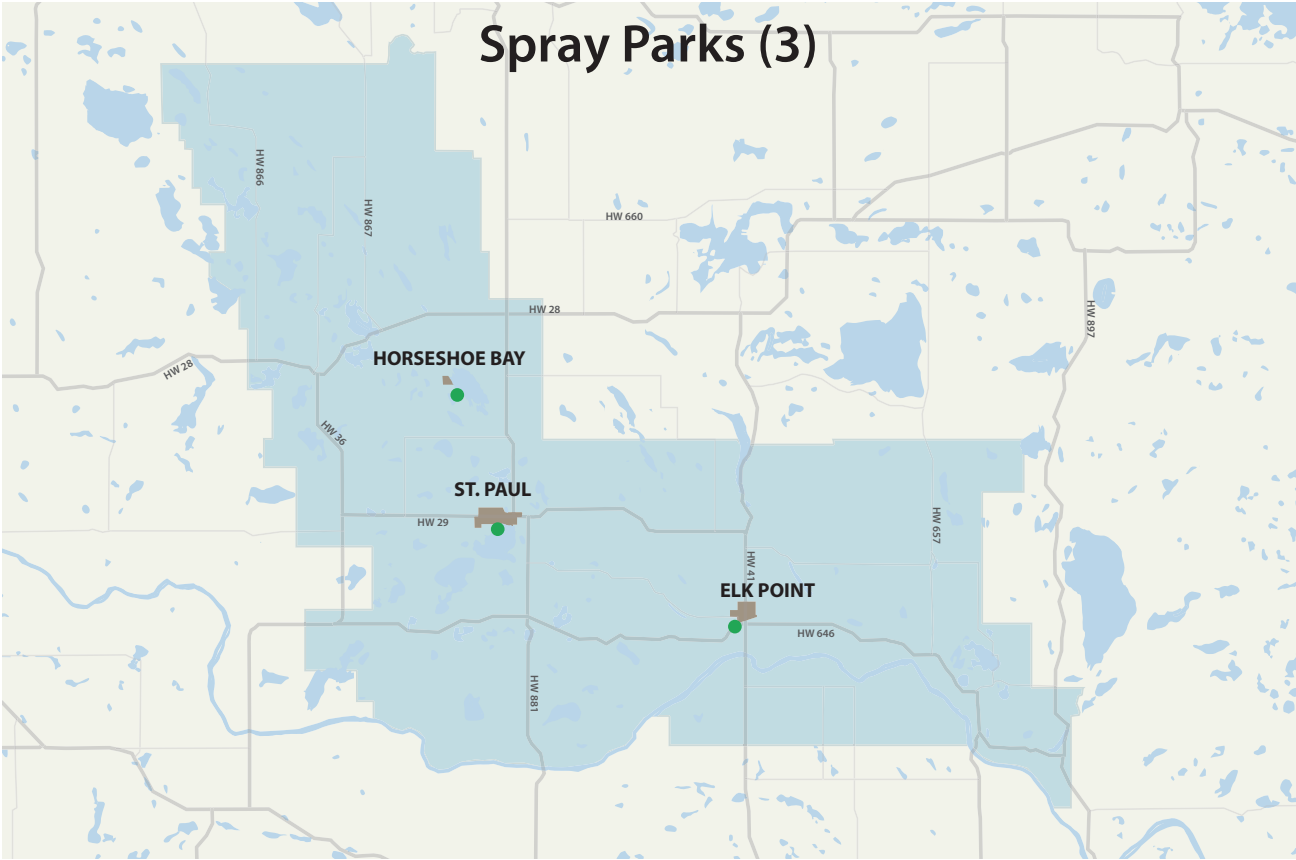 Spray Parks (3)
HW 866
HW 867
HW 660
HW 28
HW 897
HORSESHOE BAY
HW 28
HW 36
ST. PAUL
HW 29
HW 657
HW 41
ELK POINT
HW 646
HW 881